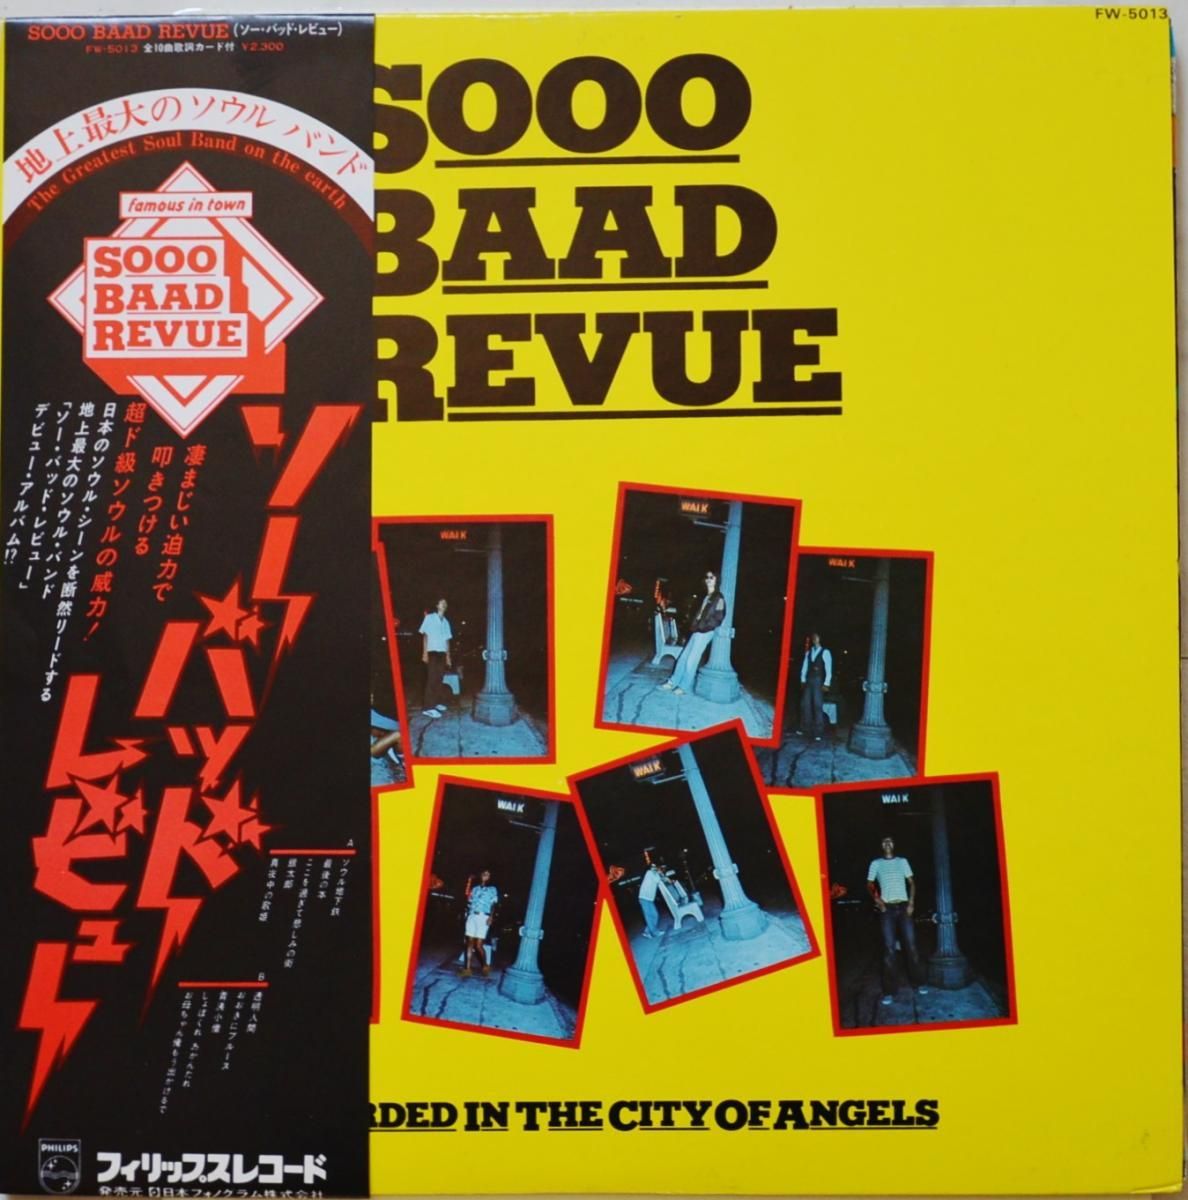 SOOO BAAD REVUE (ソー・バッド・レビュー)
FW-5013 全10曲歌詞カード付 ¥2,300
地上最大のソウル バンド
The Greatest Soul Band on the earth
famous in town
SOOO
BAAD
REVUE
ソー
バッド
レビュー
凄まじい迫力で
叩きつける
超ド級ソウルの威力!
日本のソウル・シーンを断然リードする
地上最大のソウル・バンド
「ソー・バッド・レビュー」
デビュー・アルバム!?
A
ソウル地下鉄
最後の本
ここを過ぎて悲しみの街
銀太郎
真夜中の歌姫
B
透明人間
おおきにブルース
青洟小僧
しょぼくれ
お母ちゃん俺もう出かけるで
PHILIPS
フィリップスレコード
発売元 日本フォノグラム株式会社
FW-5013
SOOO
BAAD
REVUE
WALK
WALK
WALK
WALK
WALK
WALK
RDED IN THE CITY OF ANGELS